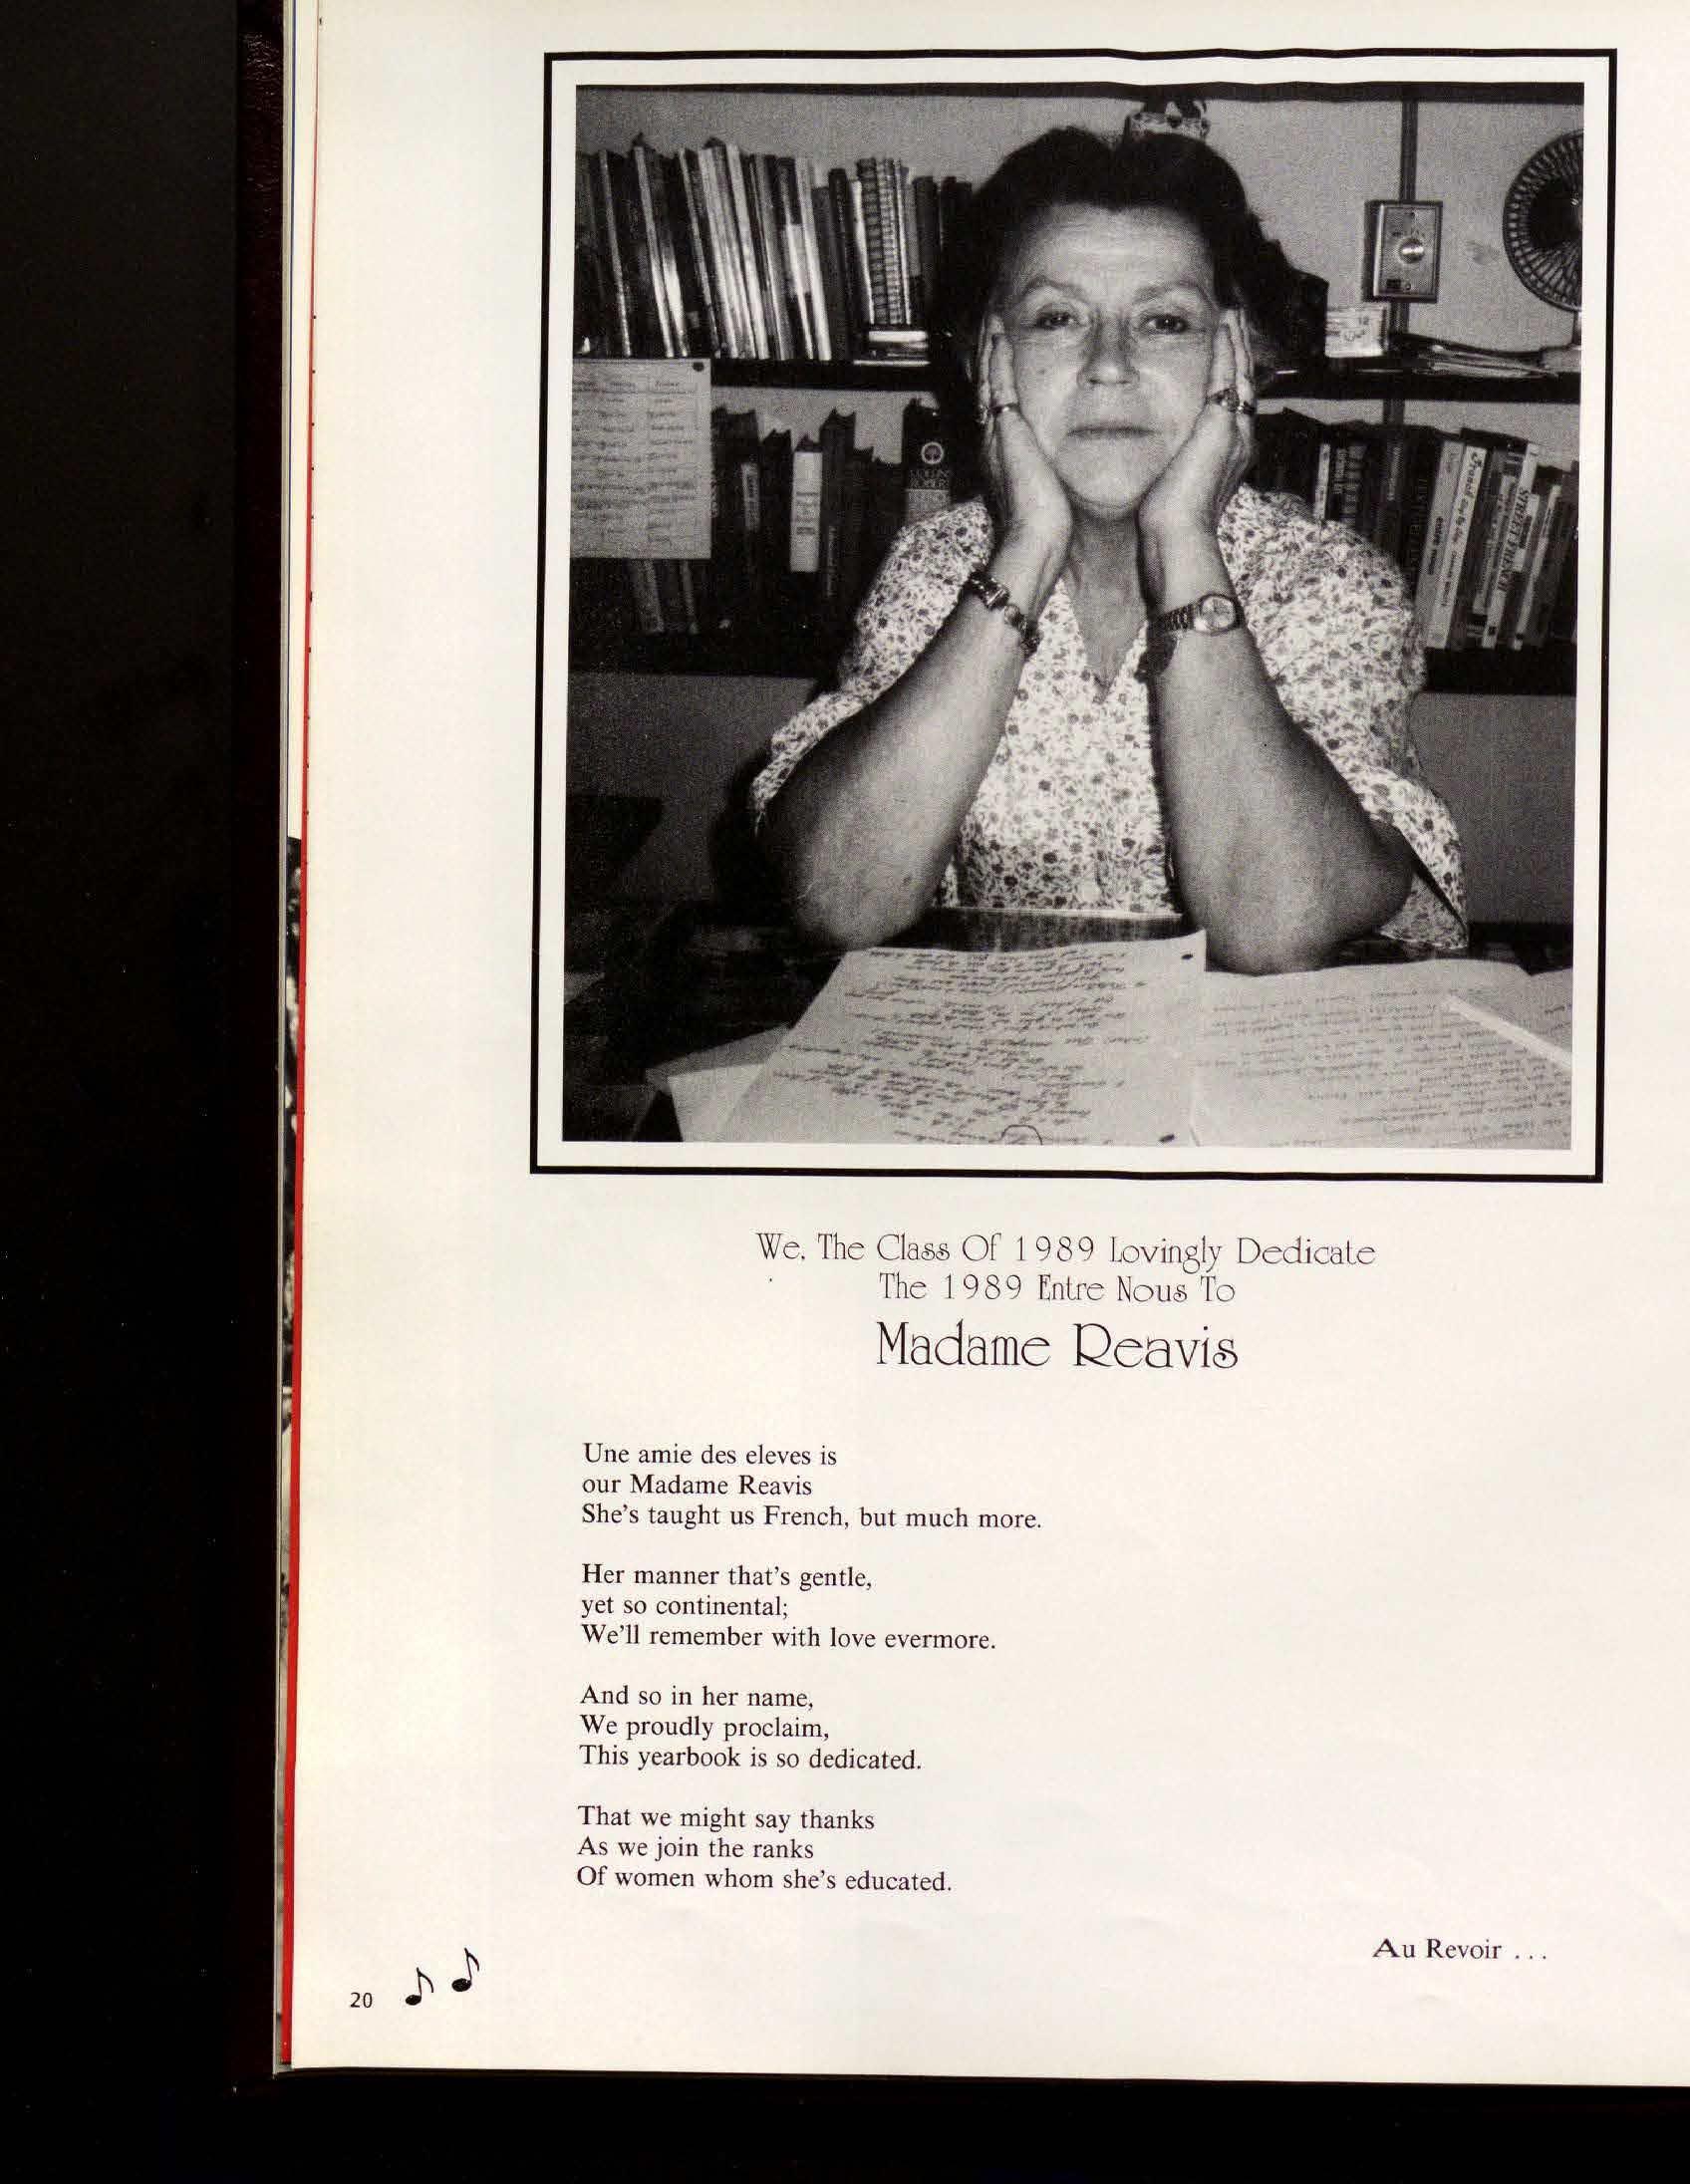 COLLINS
ROBERT
FRENCH
We, The Class Of 1989 Lovingly Dedicate
The 1989 Entre Nous To
Madame Reavis
Une amie des eleves is
our Madame Reavis
She's taught us French, but much more.
Her manner that's gentle,
yet so continental;
We'll remember with love evermore.
And so in her name,
We proudly proclaim,
This yearbook is so dedicated.
That we might say thanks
As we join the ranks
Of women whom she's educated.
Au Revoir ...
20